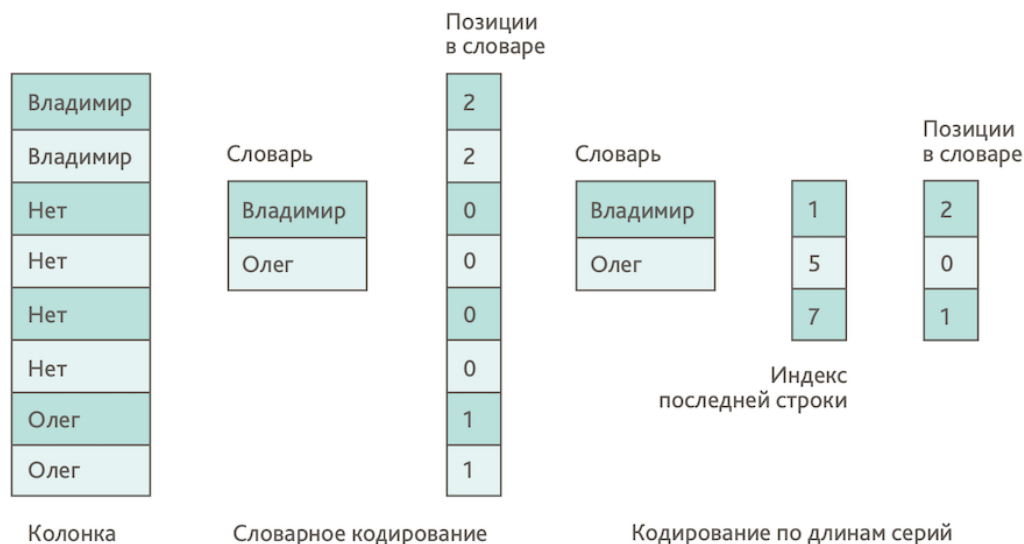 Позиции
в словаре
Владимир
Владимир
Нет
Нет
Нет
Нет
Олег
Олег
Колонка
Словарь
Владимир
Олег
2
2
0
0
0
0
1
1
Словарное кодирование
Словарь
Владимир
Олег
1
5
7
Индекс
последней строки
Позиции
в словаре
2
0
1
Кодирование по длинам серий